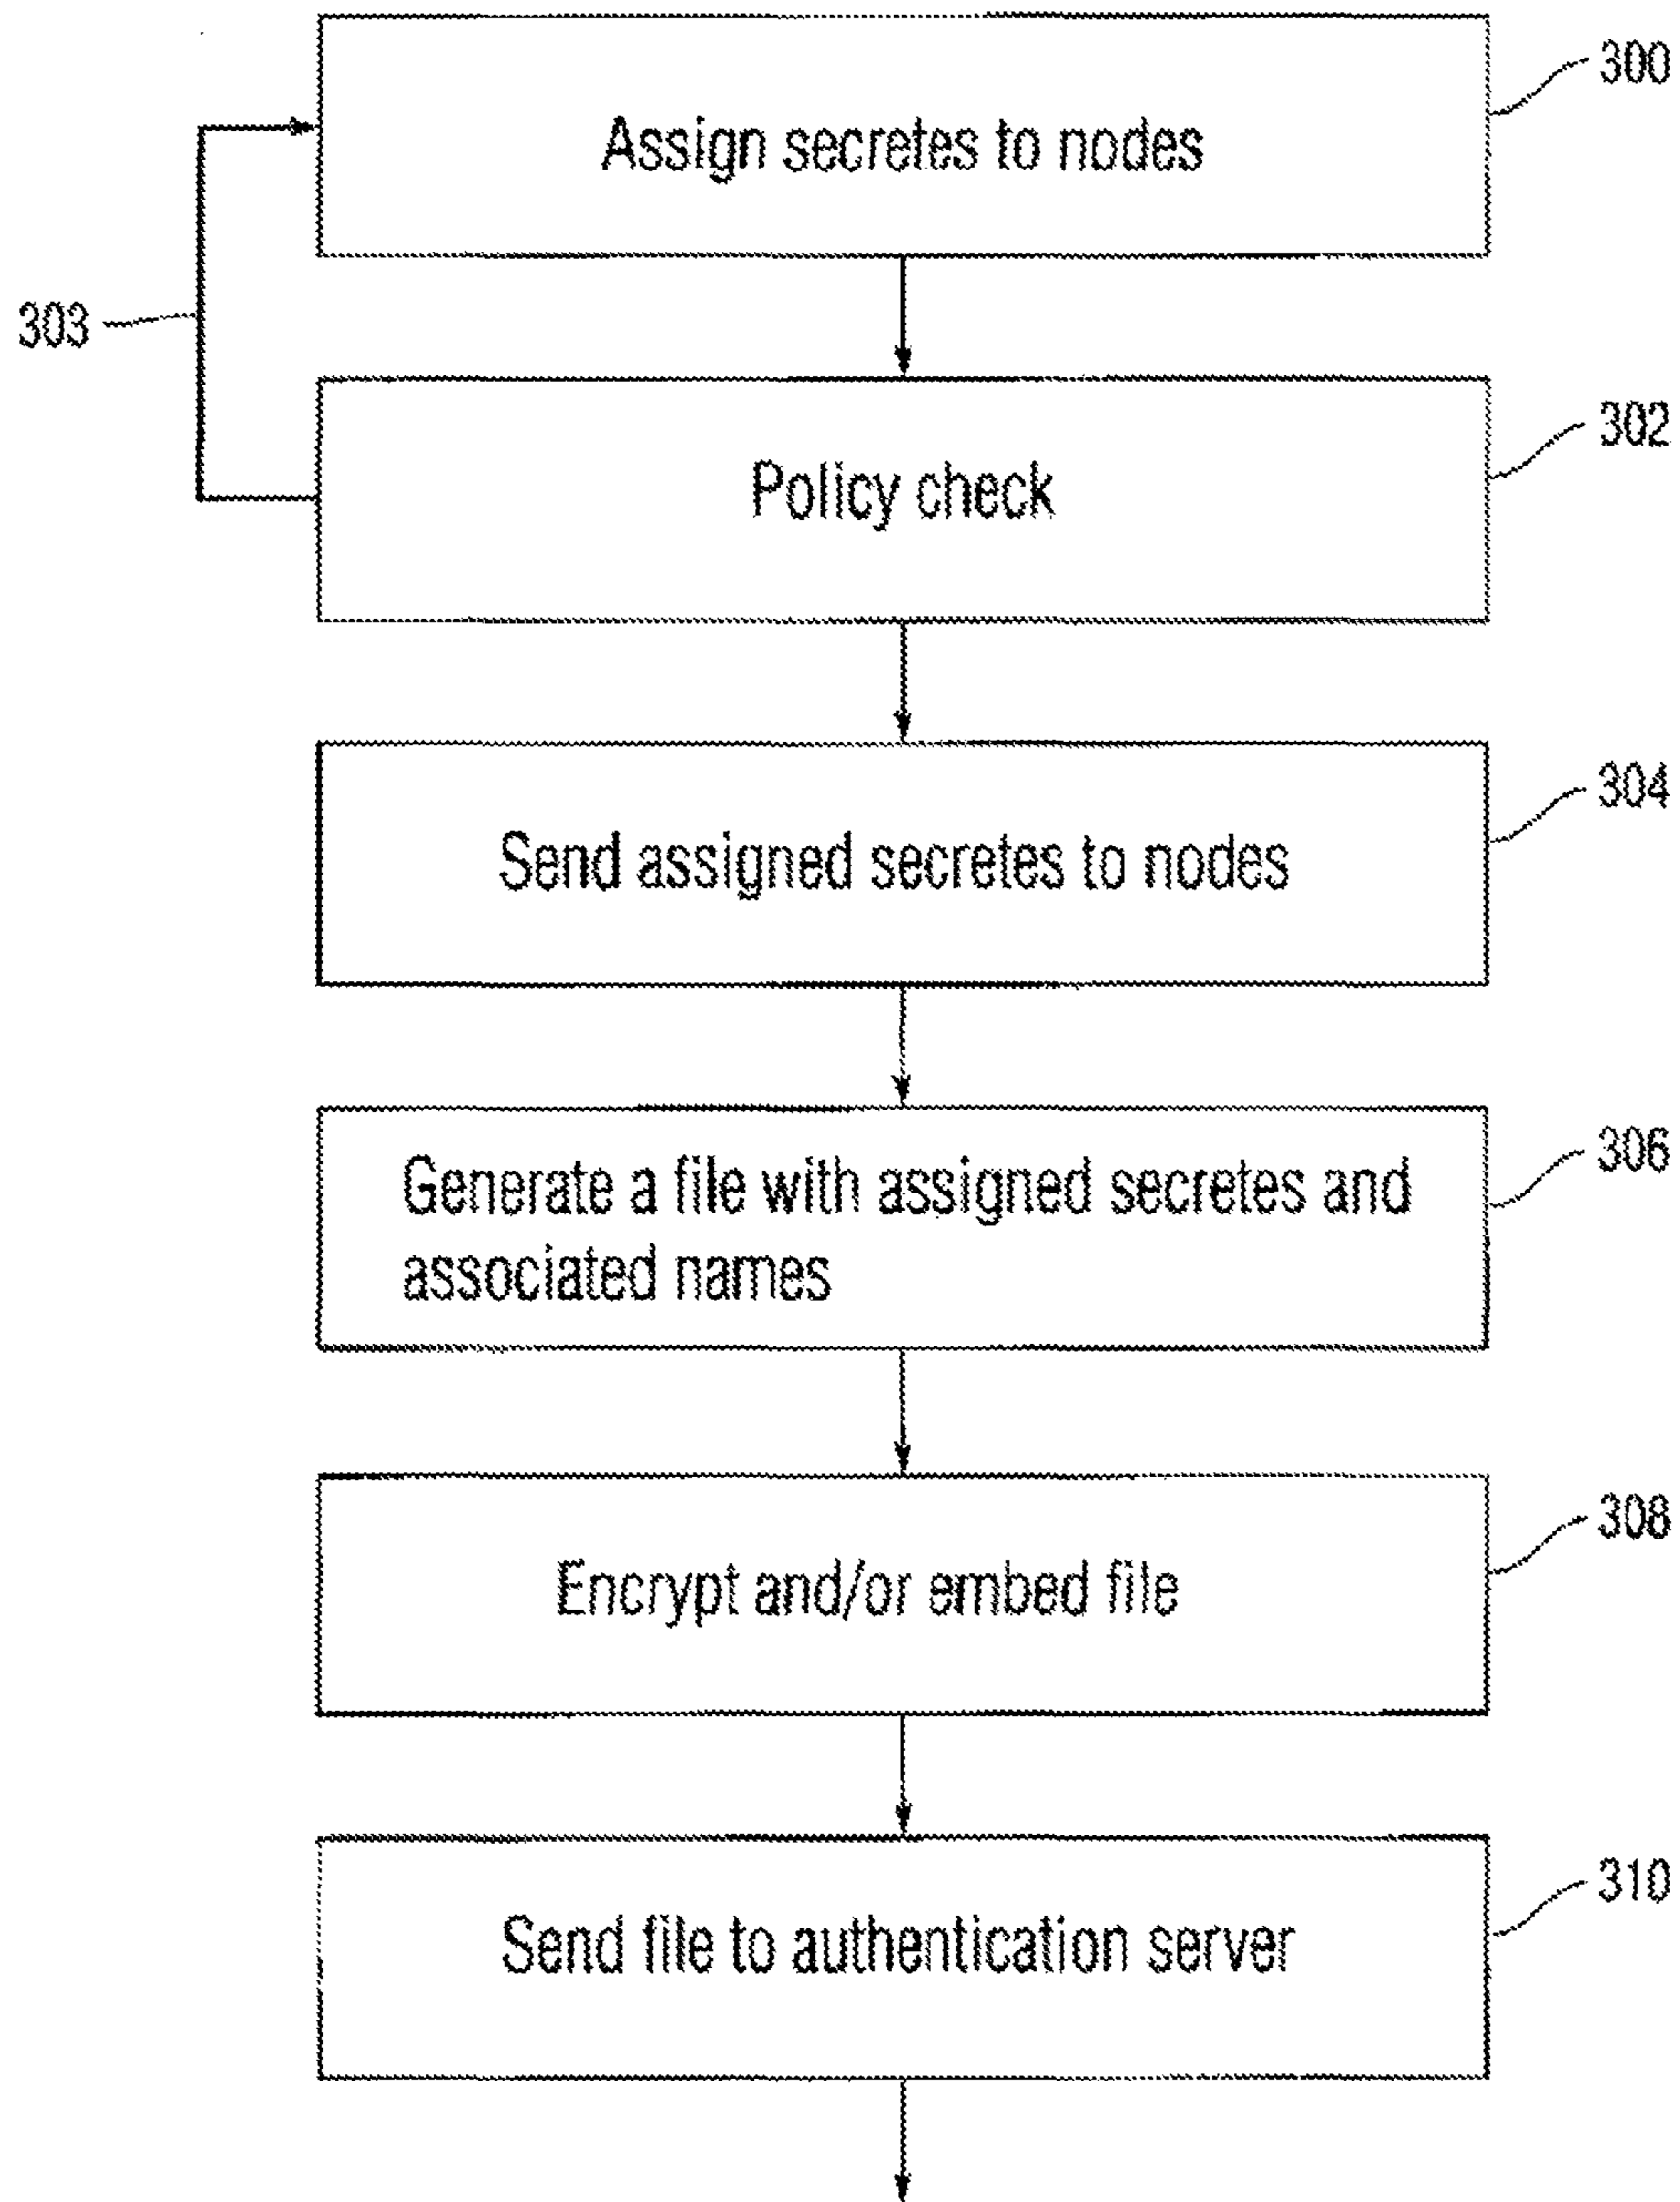 300
Assign secretes to nodes
303
302
Policy check
304
Send assigned secretes to nodes
306
Generate a file with assigned secretes and
associated names
308
Encrypt and/or embed file
310
Send file to authentication server